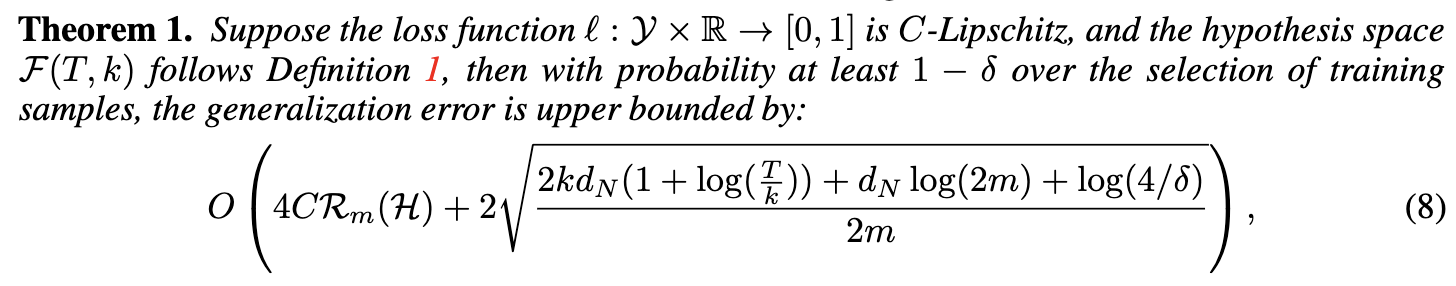 Theorem 1. Suppose the loss function ℓ : 𝒴 × ℝ → [0, 1] is C-Lipschitz, and the hypothesis space
ℱ(T, k) follows Definition 1, then with probability at least 1 − δ over the selection of training
samples, the generalization error is upper bounded by:
O ( 4Cℛ_m(ℋ) + 2√( (2kd_N(1 + log(T/k)) + d_N log(2m) + log(4/δ)) / 2m ) ) , (8)